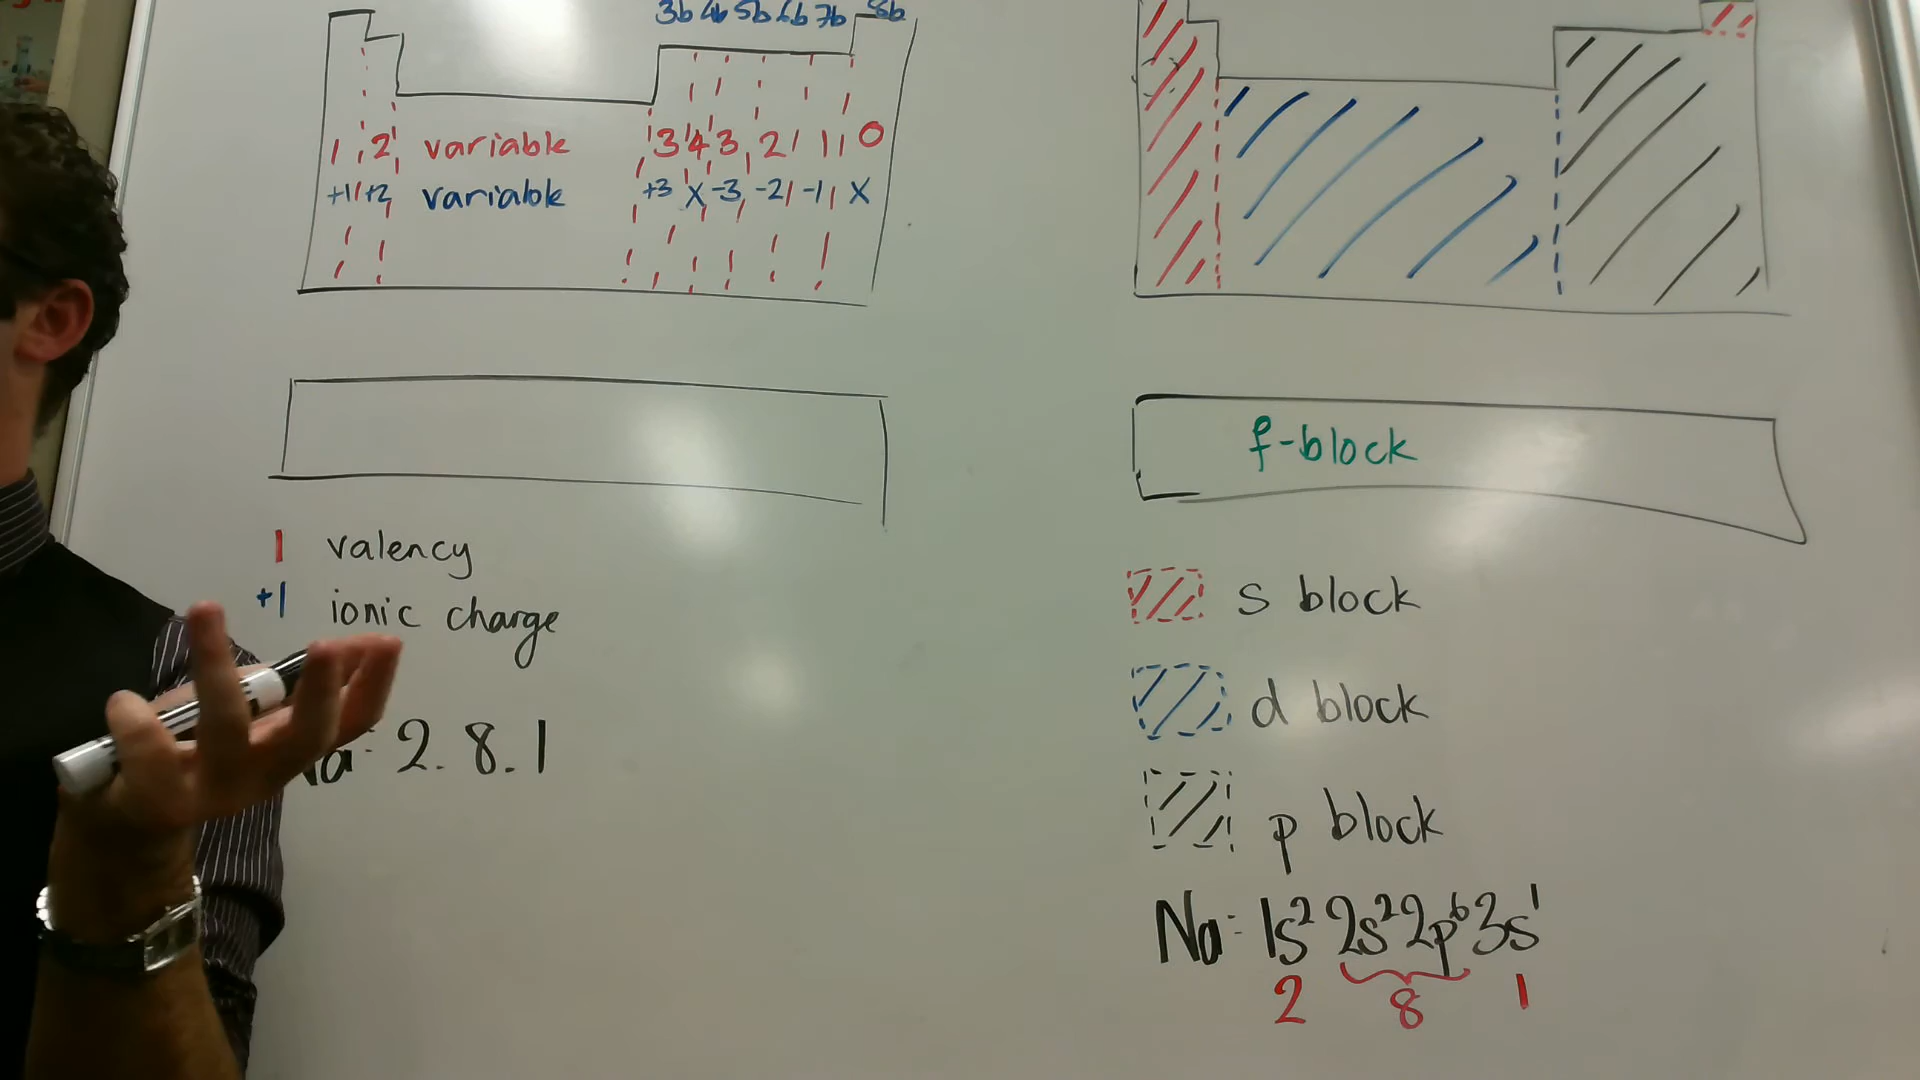 3b 4b 5b 6b 7b 8b
1 2 variable 3 4 3 2 1 0
+1 +2 variable +3 X -3 -2 -1 X
1 valency
+1 ionic charge
Na: 2.8.1
f-block
s block
d block
p block
Na: 1s² 2s² 2p⁶ 3s¹
2 8 1